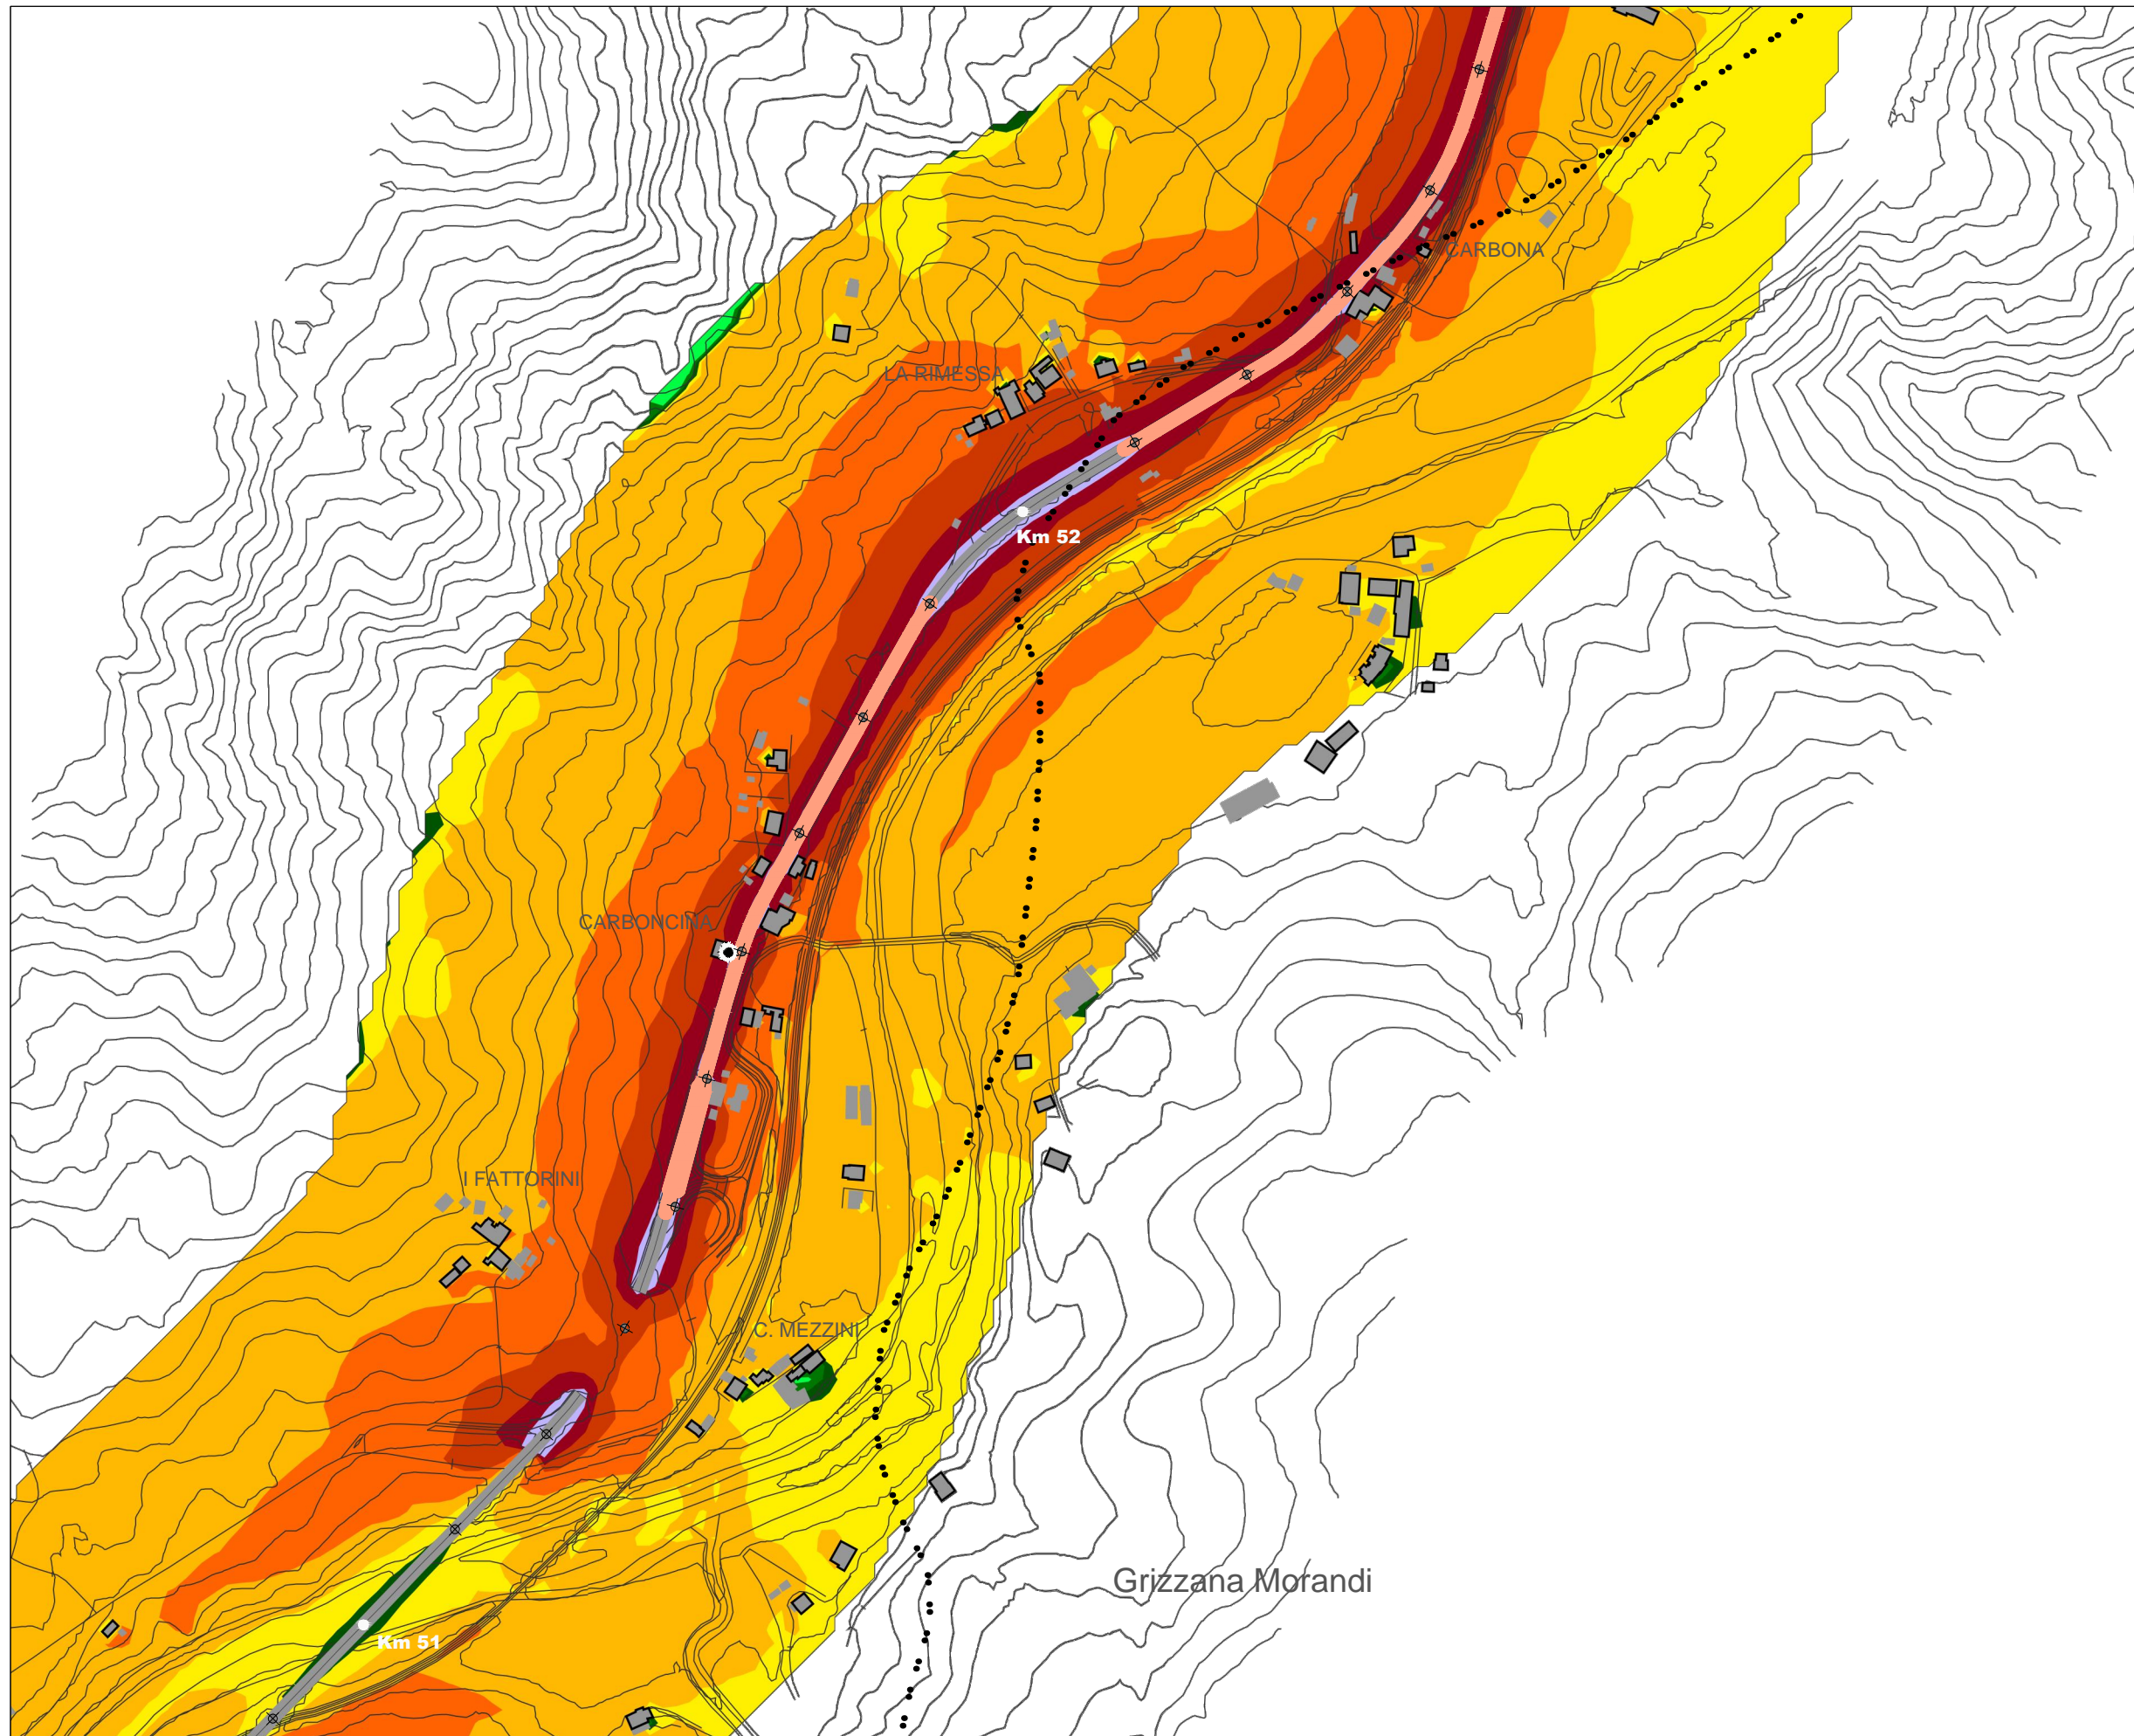 CARBONA
LA RIMESSA
Km 52
CARBONCINA
I FATTORINI
C. MEZZINI
Grizzana Morandi
Km 51